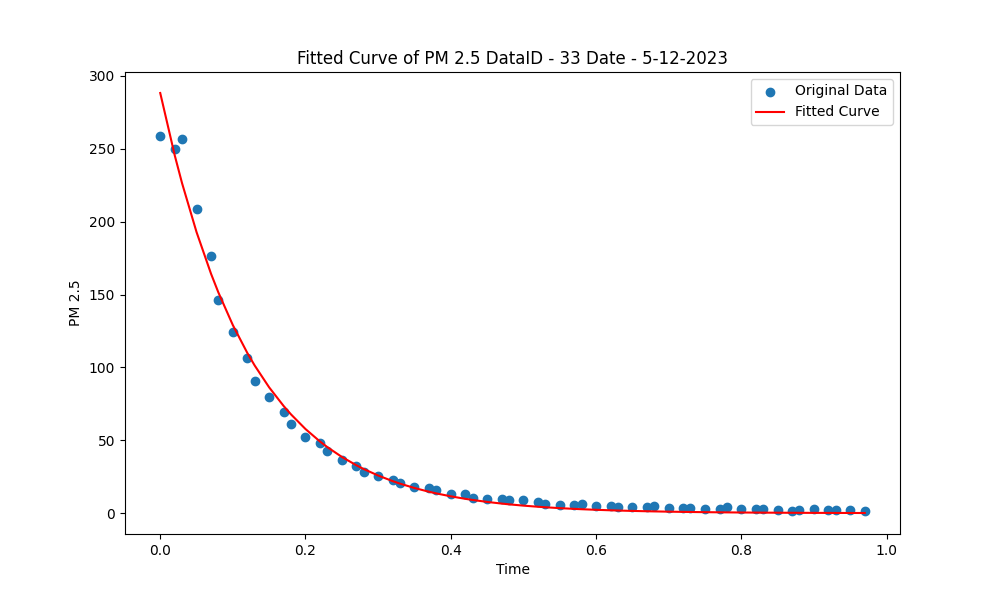 Fitted Curve of PM 2.5 DataID - 33 Date - 5-12-2023
Original Data
Fitted Curve
300
250
200
150
100
50
0
PM 2.5
0.0 0.2 0.4 0.6 0.8 1.0
Time